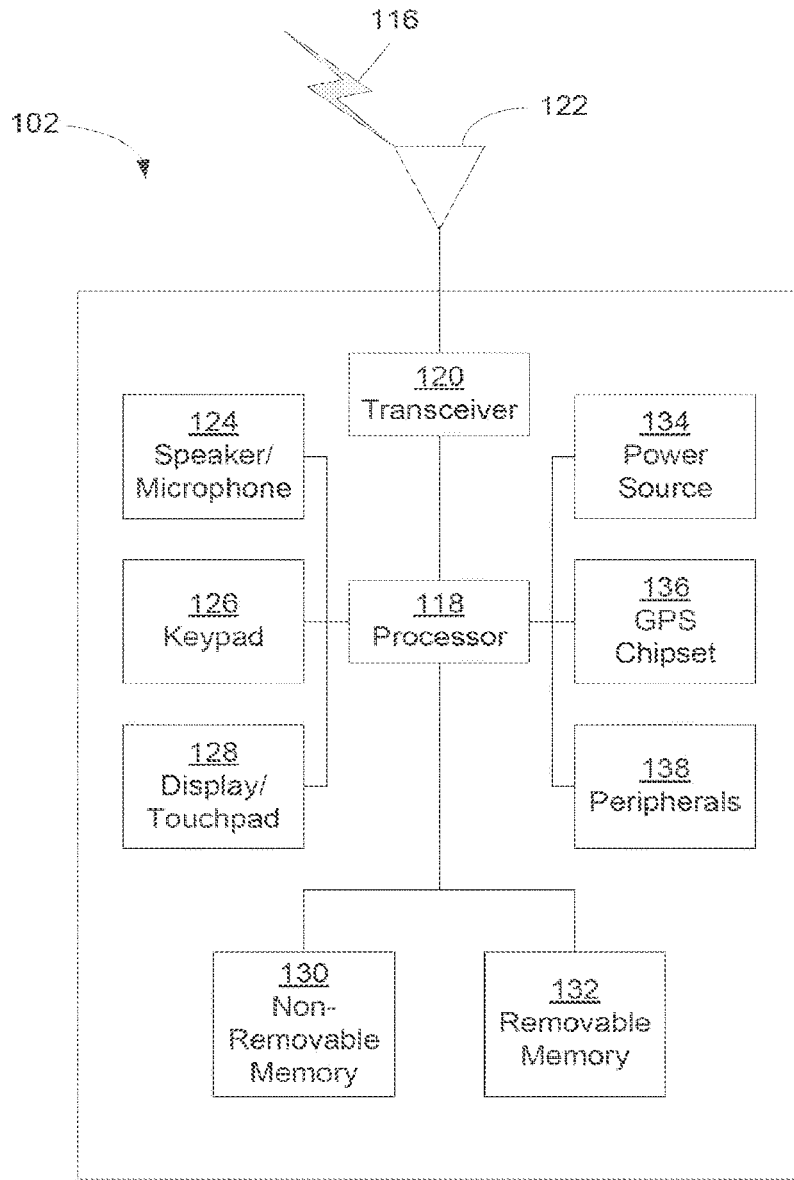 116
122
102
120
Transceiver
124
Speaker/
Microphone
134
Power
Source
126
Keypad
118
Processor
136
GPS
Chipset
128
Display/
Touchpad
138
Peripherals
130
Non-
Removable
Memory
132
Removable
Memory